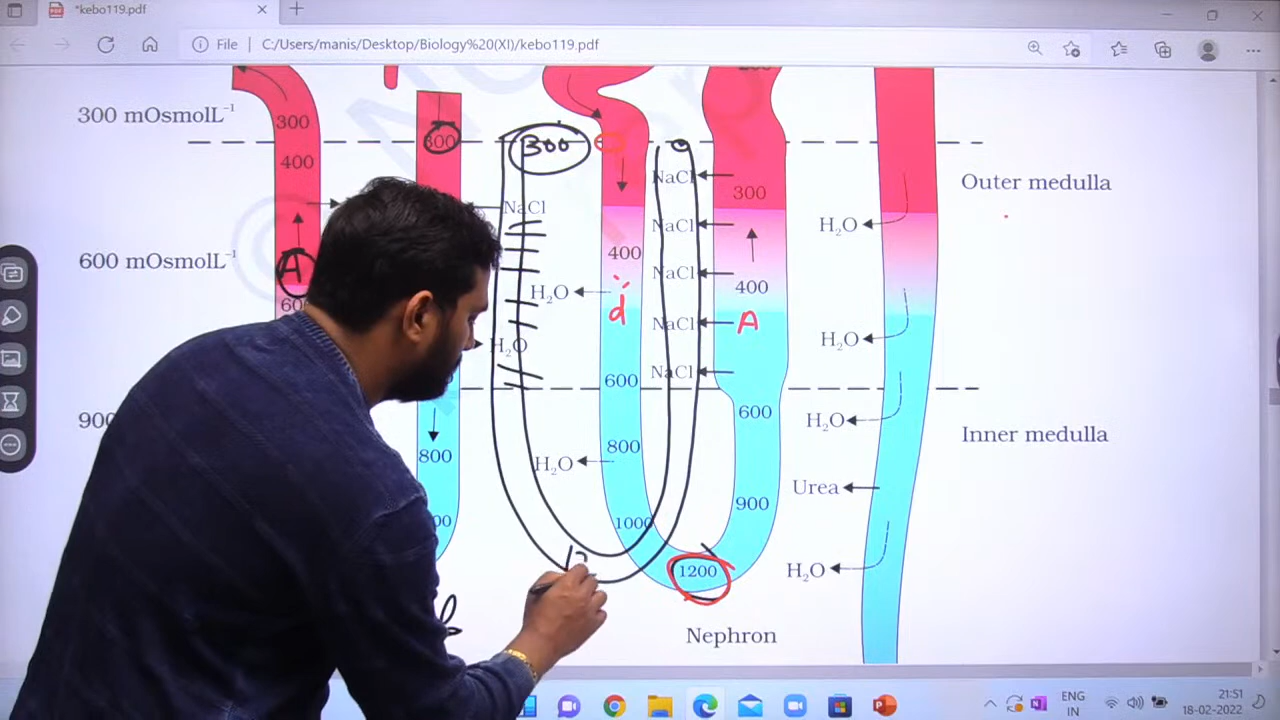 *kebo119.pdf
File | C:/Users/manis/Desktop/Biology%20(XI)/kebo119.pdf
300 mOsmolL⁻¹
300
300
300
400
NaCl
300
Outer medulla
NaCl
NaCl
H₂O
600 mOsmolL⁻¹
A
400
NaCl
400
H₂O
d
NaCl
A
H₂O
H₂O
NaCl
600
600
H₂O
Inner medulla
800
800
H₂O
900
Urea
1000
1200
H₂O
Nephron
ENG
IN
21:51
18-02-2022